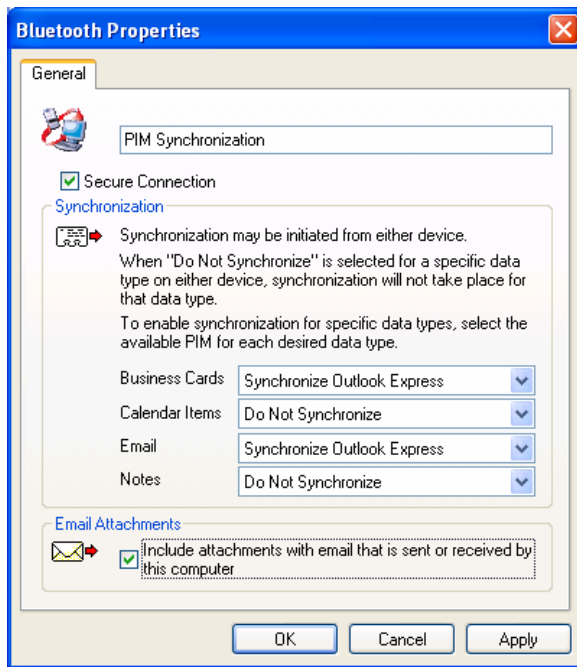 Bluetooth Properties
General
PIM Synchronization
Secure Connection
Synchronization
Synchronization may be initiated from either device.
When "Do Not Synchronize" is selected for a specific data
type on either device, synchronization will not take place for
that data type.
To enable synchronization for specific data types, select the
available PIM for each desired data type.
Business Cards Synchronize Outlook Express
Calendar Items Do Not Synchronize
Email Synchronize Outlook Express
Notes Do Not Synchronize
Email Attachments
Include attachments with email that is sent or received by
this computer
OK Cancel Apply